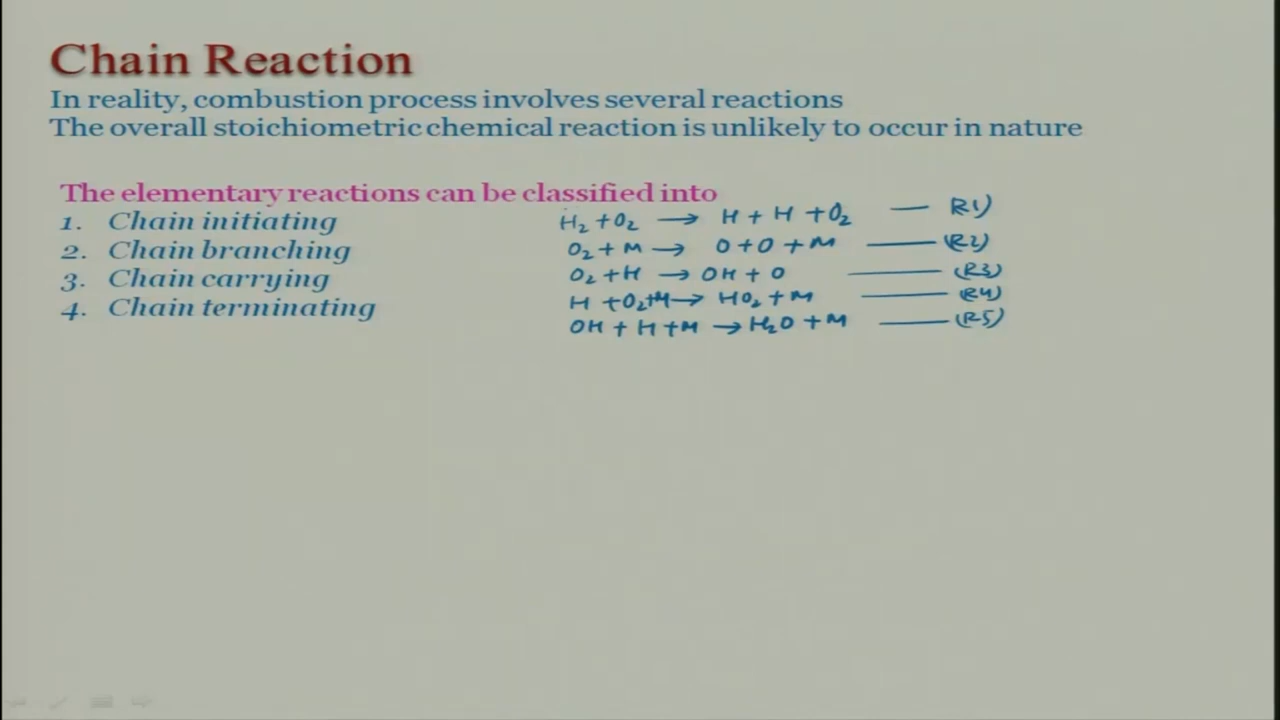 Chain Reaction
In reality, combustion process involves several reactions
The overall stoichiometric chemical reaction is unlikely to occur in nature
The elementary reactions can be classified into
1. Chain initiating
2. Chain branching
3. Chain carrying
4. Chain terminating
H₂ + O₂ → H + H + O₂ — R1)
O₂ + M → O + O + M — (R2)
O₂ + H → OH + O — (R3)
H + O₂ + M → HO₂ + M — (R4)
OH + H + M → H₂O + M — (R5)